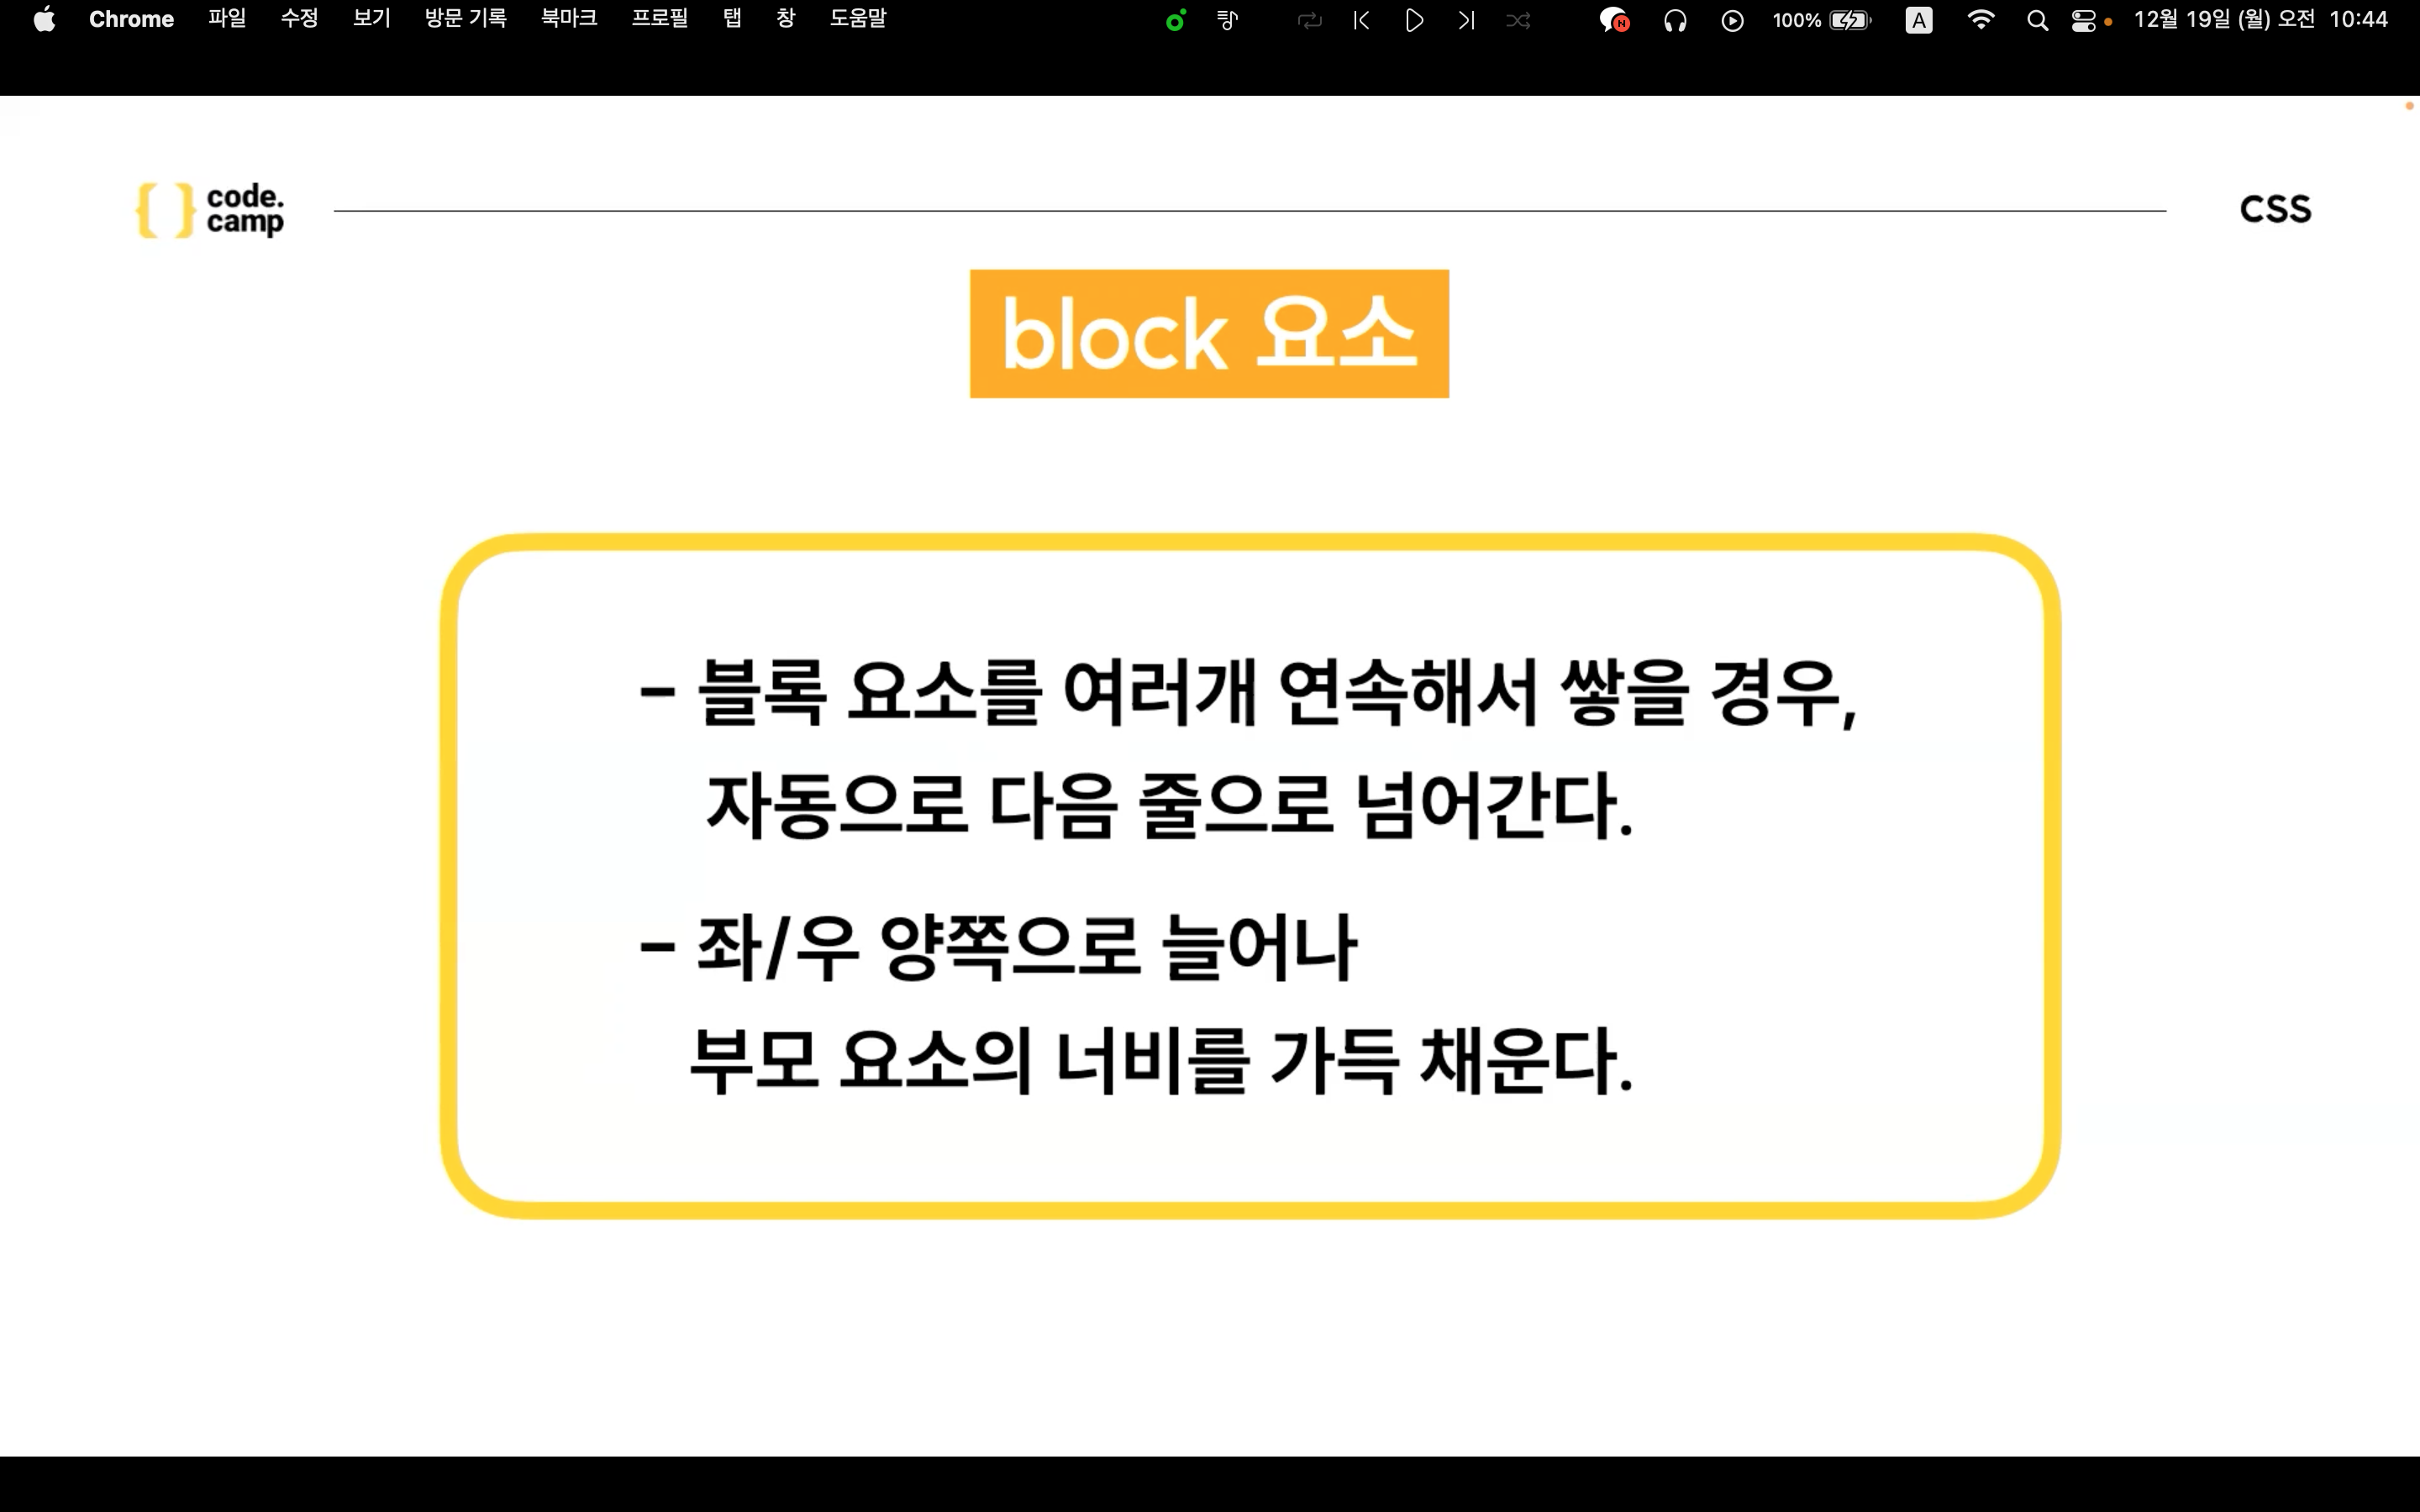 Chrome 파일 수정 보기 방문 기록 북마크 프로필 탭 창 도움말 100% A 12월 19일 (월) 오전 10:44
code.
camp
CSS
block 요소
- 블록 요소를 여러개 연속해서 쌓을 경우,
자동으로 다음 줄으로 넘어간다.
- 좌/우 양쪽으로 늘어나
부모 요소의 너비를 가득 채운다.